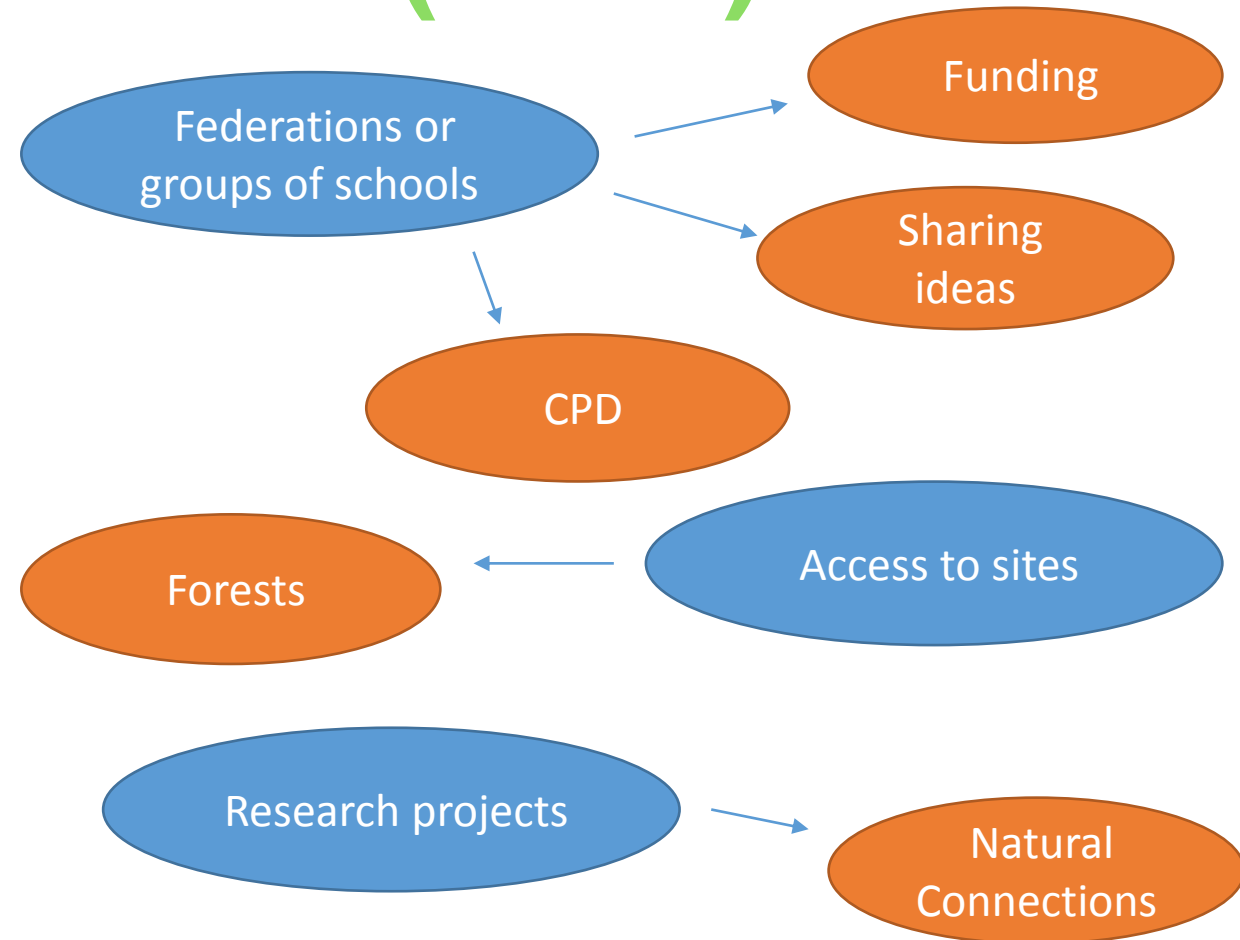 Funding
Federations or
groups of schools
Sharing
ideas
CPD
Access to sites
Forests
Research projects
Natural
Connections